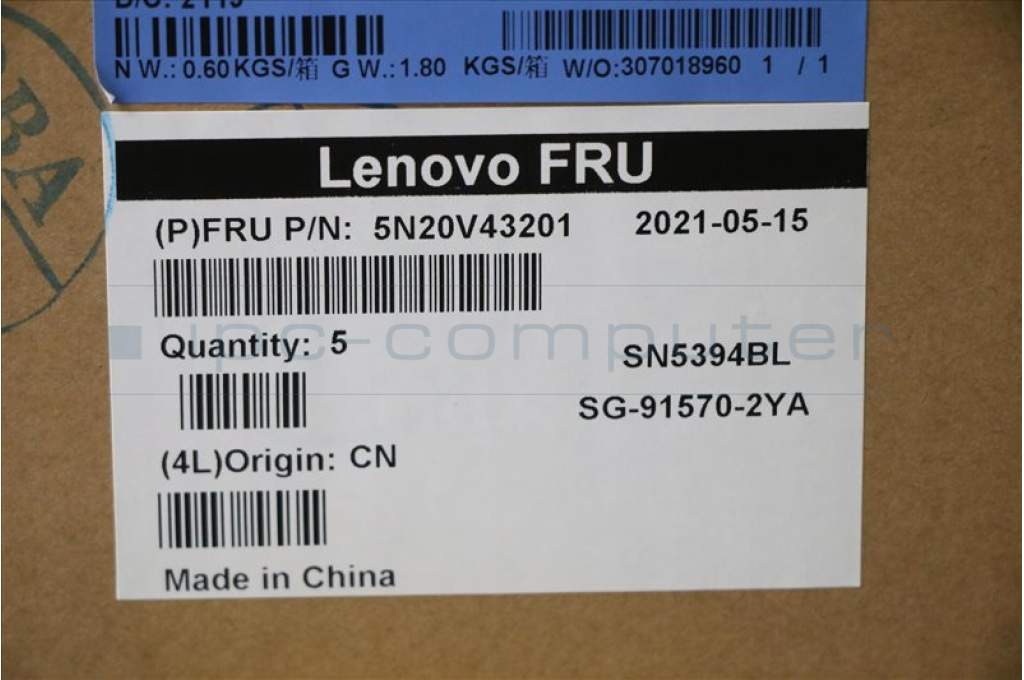 N W.: 0.60 KGS/箱 G W.: 1.80 KGS/箱 W/O:307018960 1 / 1
Lenovo FRU
(P)FRU P/N: 5N20V43201 2021-05-15
ipc-computer
Quantity: 5
SN5394BL
SG-91570-2YA
(4L)Origin: CN
Made in China